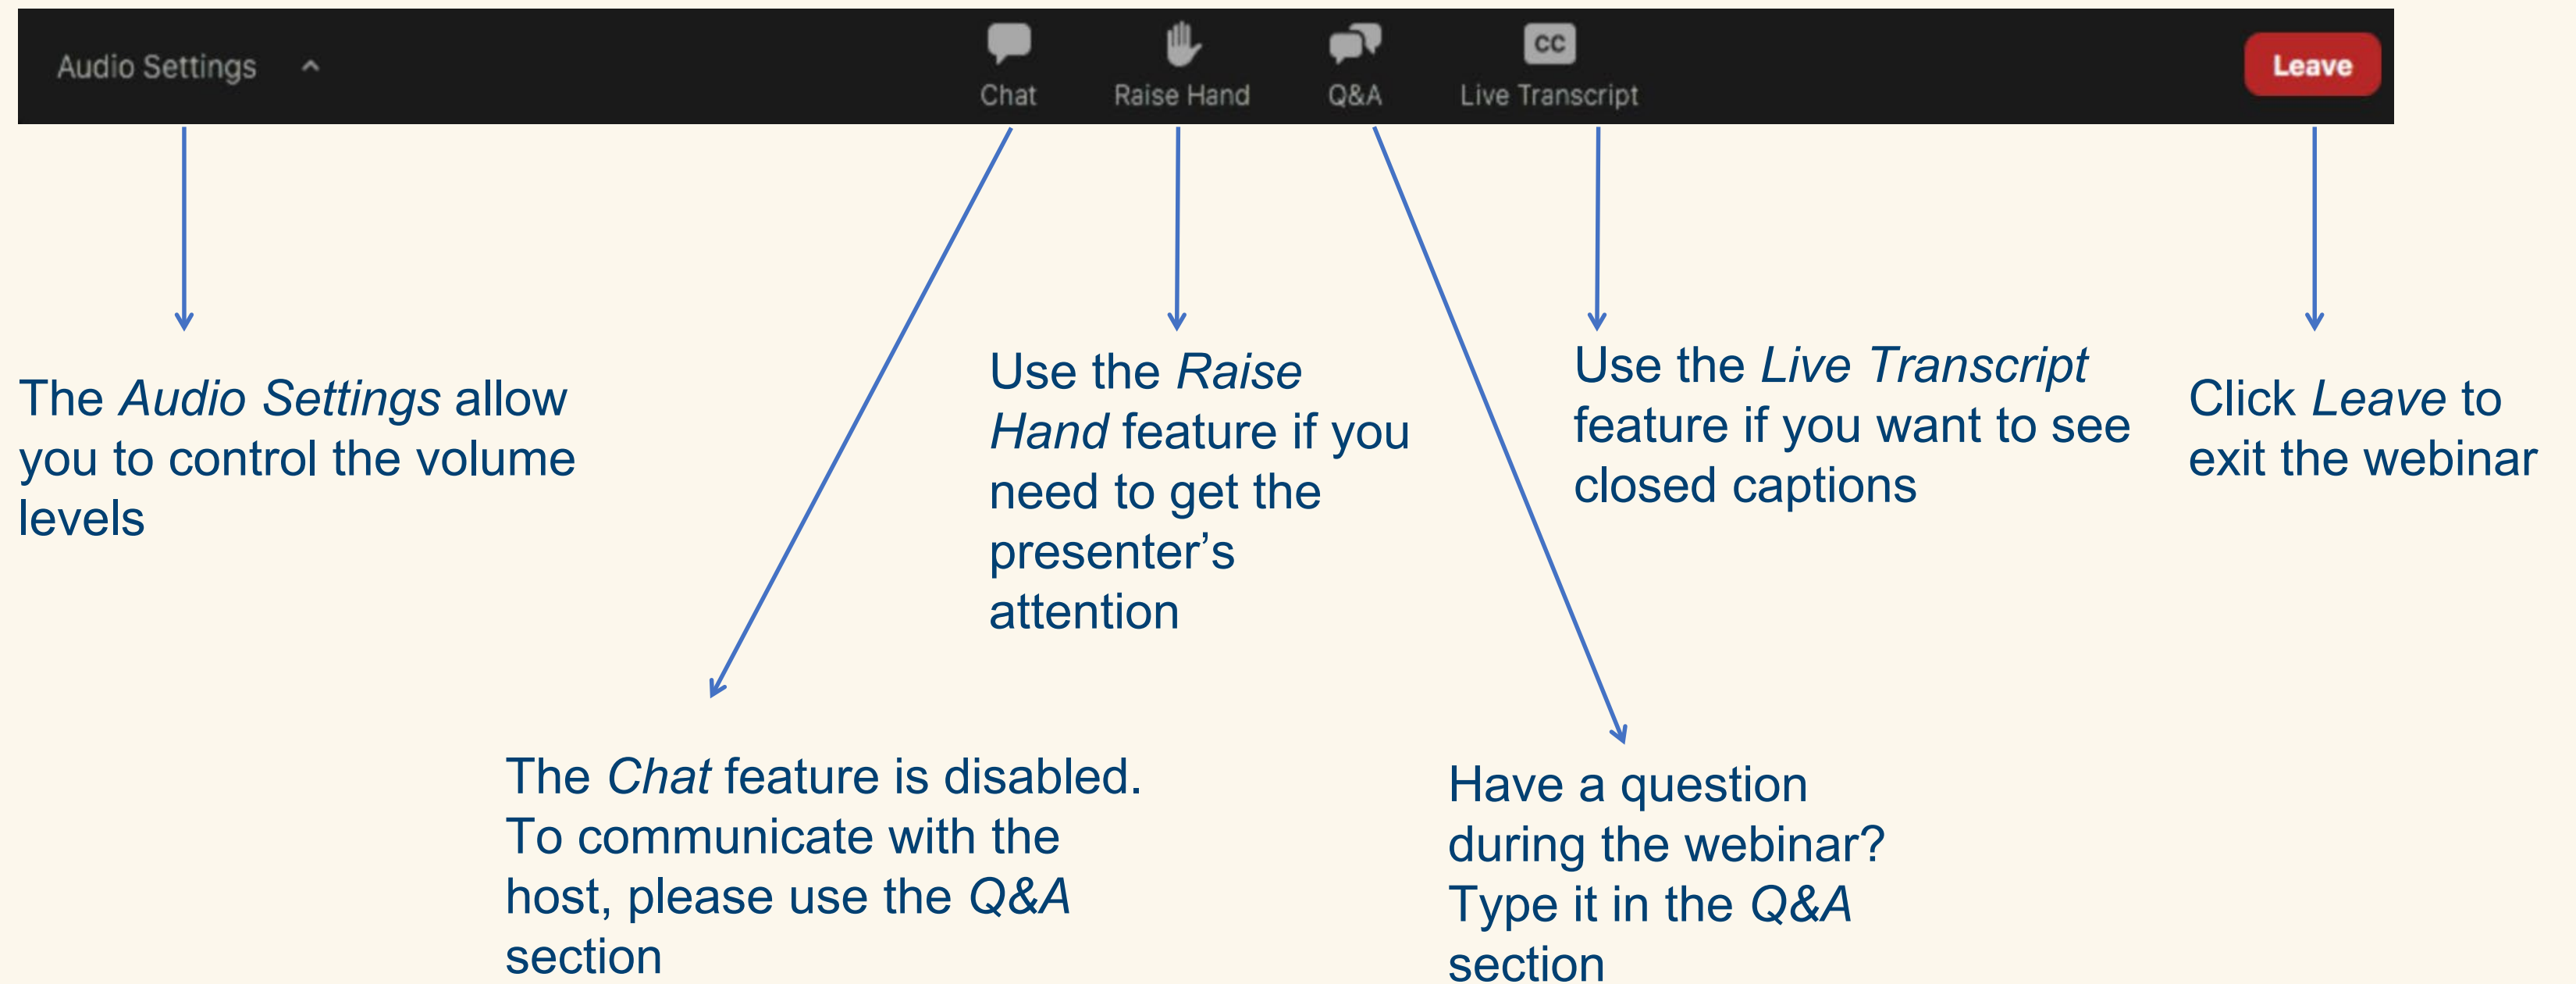 Audio Settings
Chat
Raise Hand
Q&A
CC
Live Transcript
Leave
The Audio Settings allow
you to control the volume
levels
Use the Raise
Hand feature if you
need to get the
presenter’s
attention
Use the Live Transcript
feature if you want to see
closed captions
Click Leave to
exit the webinar
The Chat feature is disabled.
To communicate with the
host, please use the Q&A
section
Have a question
during the webinar?
Type it in the Q&A
section